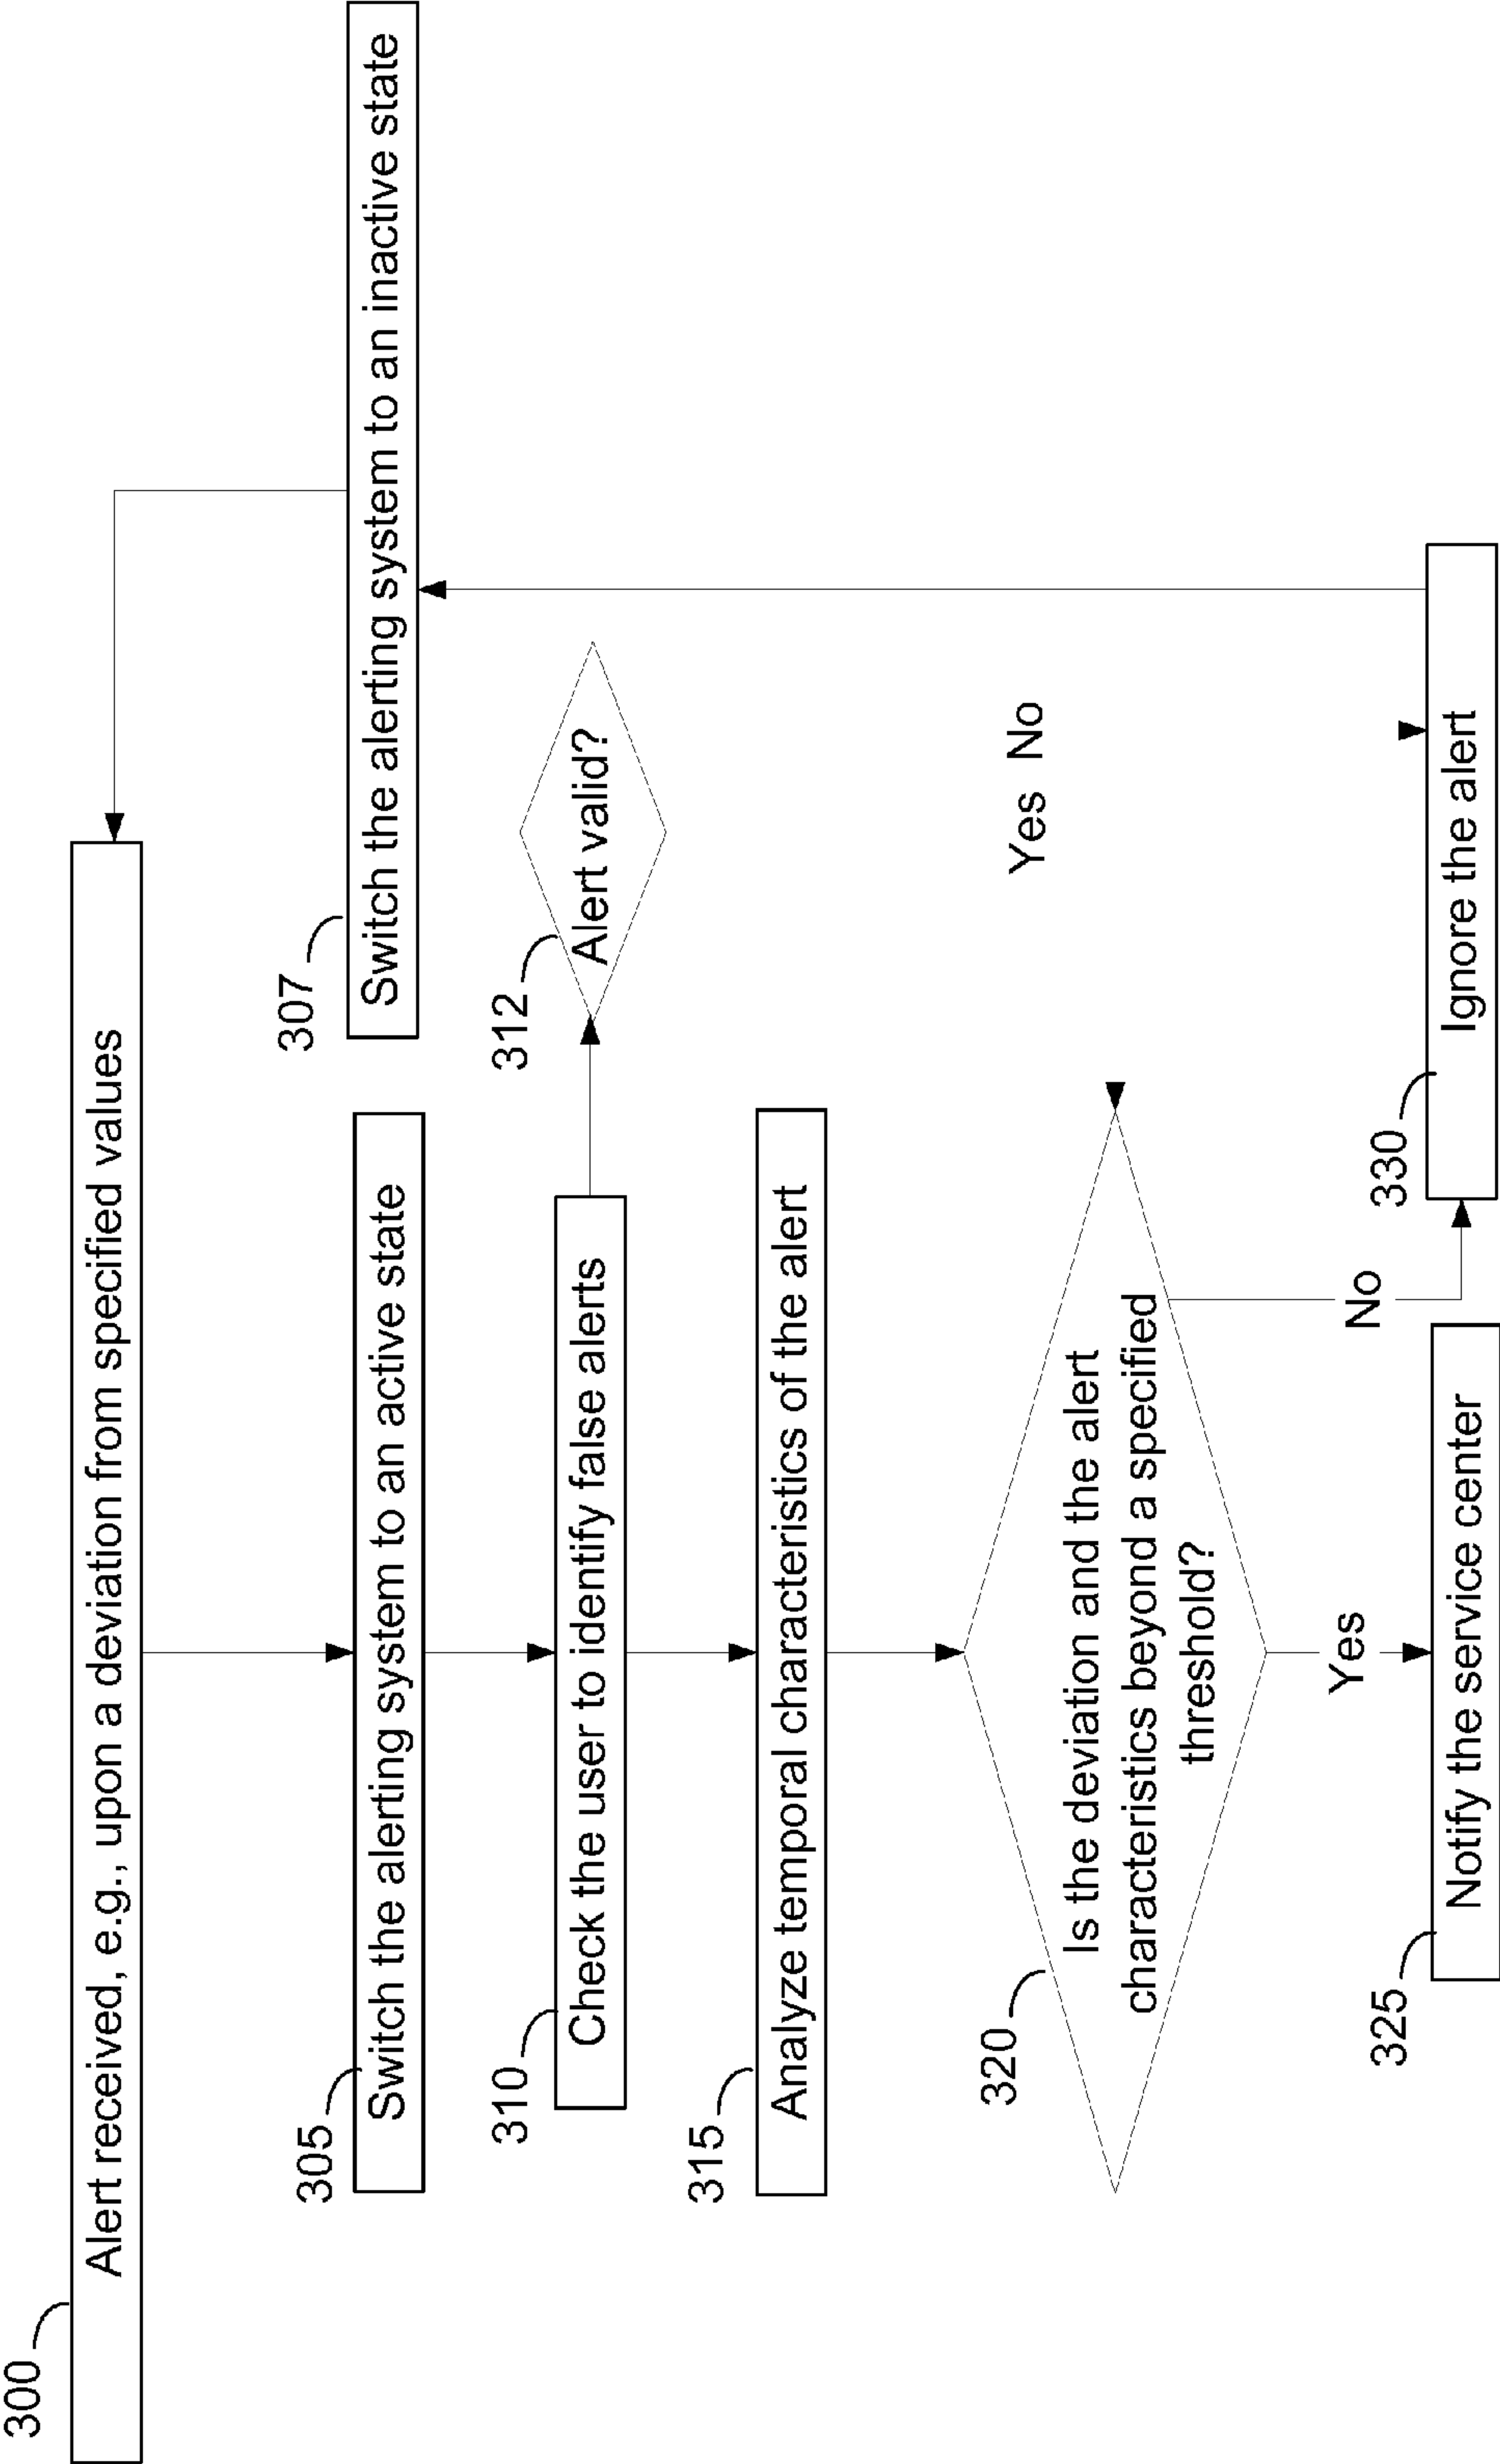 300
Alert received, e.g., upon a deviation from specified values
305
Switch the alerting system to an active state
307
Switch the alerting system to an inactive state
310
Check the user to identify false alerts
312
Alert valid?
315
Analyze temporal characteristics of the alert
320
Is the deviation and the alert
characteristics beyond a specified
threshold?
Yes No
Yes
No
325
Notify the service center
330
Ignore the alert